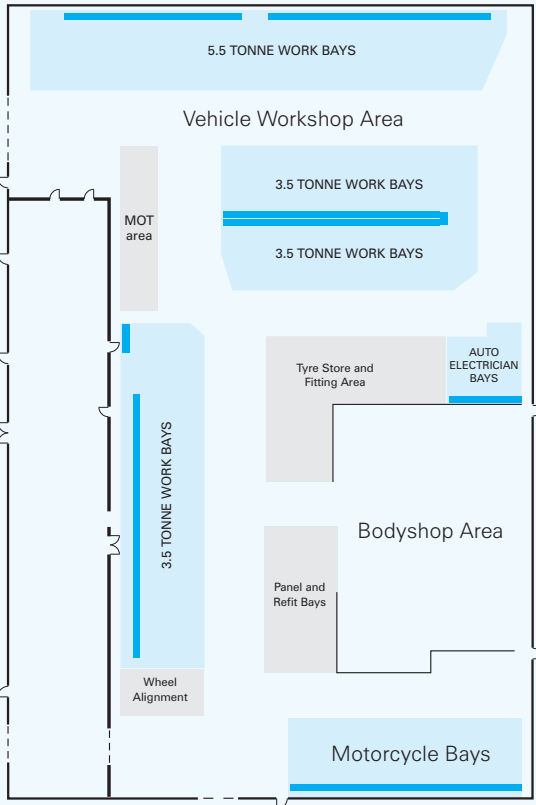 5.5 TONNE WORK BAYS
Vehicle Workshop Area
3.5 TONNE WORK BAYS
MOT
area
3.5 TONNE WORK BAYS
AUTO
ELECTRICIAN
BAYS
Tyre Store and
Fitting Area
3.5 TONNE WORK BAYS
Bodyshop Area
Panel and
Refit Bays
Wheel
Alignment
Motorcycle Bays